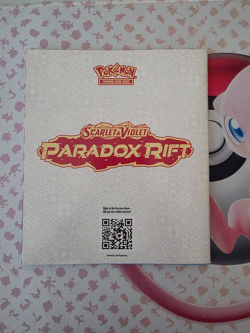 POKÉMON
TRADING CARD GAME
SCARLET & VIOLET
PARADOX RIFT